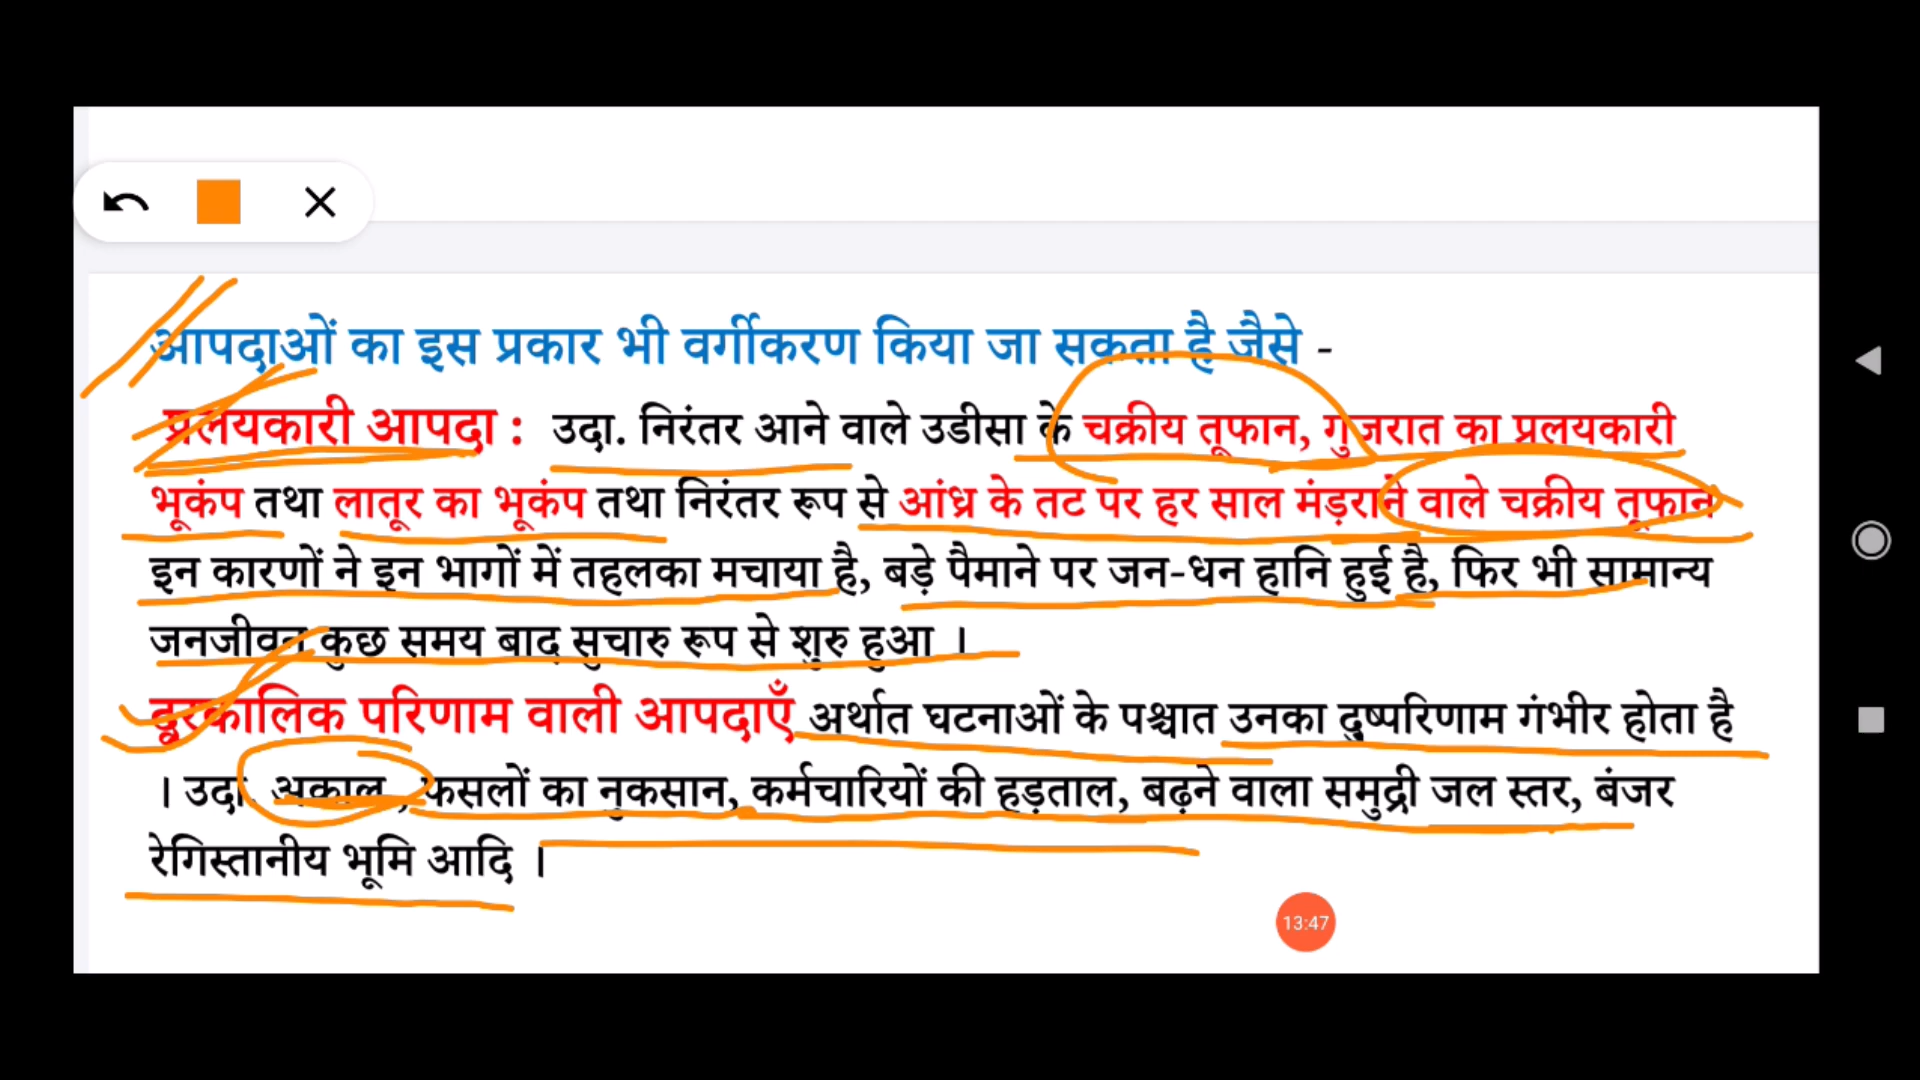 आपदाओं का इस प्रकार भी वर्गीकरण किया जा सकता है जैसे -
प्रलयकारी आपदा : उदा. निरंतर आने वाले उडीसा के चक्रीय तूफान, गुजरात का प्रलयकारी
भूकंप तथा लातूर का भूकंप तथा निरंतर रूप से आंध्र के तट पर हर साल मंड़राने वाले चक्रीय तूफान
इन कारणों ने इन भागों में तहलका मचाया है, बड़े पैमाने पर जन-धन हानि हुई है, फिर भी सामान्य
जनजीवन कुछ समय बाद सुचारु रूप से शुरु हुआ ।
दूरकालिक परिणाम वाली आपदाएँ अर्थात घटनाओं के पश्चात उनका दुष्परिणाम गंभीर होता है
। उदा. अकाल , फसलों का नुकसान, कर्मचारियों की हड़ताल, बढ़ने वाला समुद्री जल स्तर, बंजर
रेगिस्तानीय भूमि आदि ।
13:47